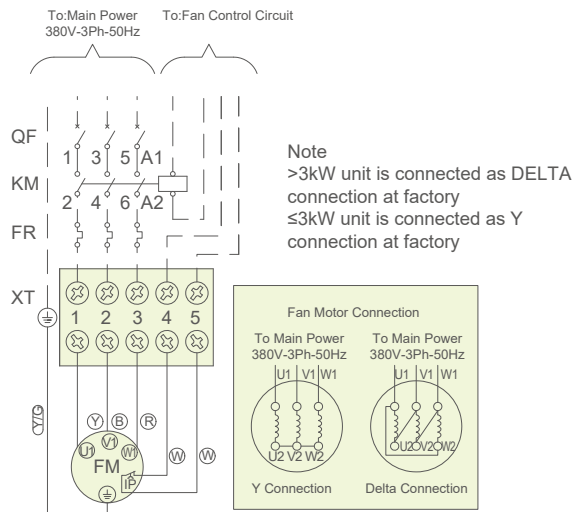 To:Main Power
380V-3Ph-50Hz
To:Fan Control Circuit
QF
1 3 5 A1
KM
2 4 6 A2
FR
XT
1 2 3 4 5
Y/G
Y B R W W
U1 V1 W1
FM
IP
Note
>3kW unit is connected as DELTA
connection at factory
≤3kW unit is connected as Y
connection at factory
Fan Motor Connection
To Main Power
380V-3Ph-50Hz
U1 V1 W1
U2 V2 W2
Y Connection
To Main Power
380V-3Ph-50Hz
U1 V1 W1
U2 V2 W2
Delta Connection